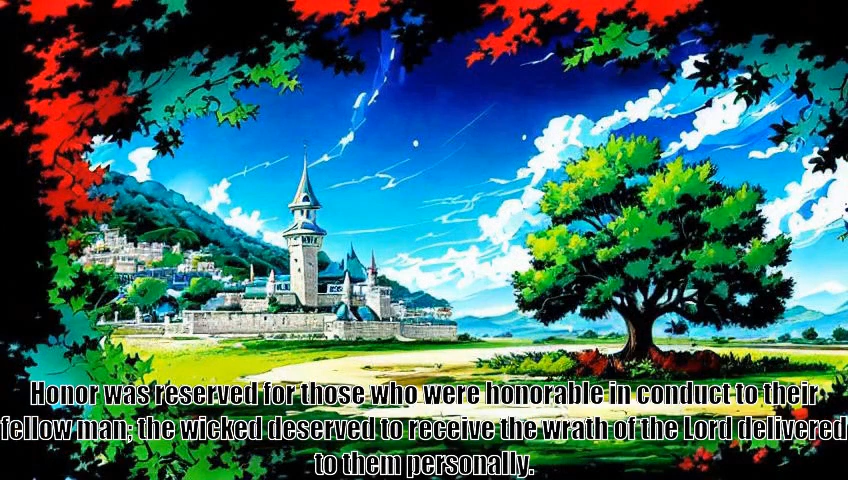 Honor was reserved for those who were honorable in conduct to their
fellow man; the wicked deserved to receive the wrath of the Lord delivered
to them personally.